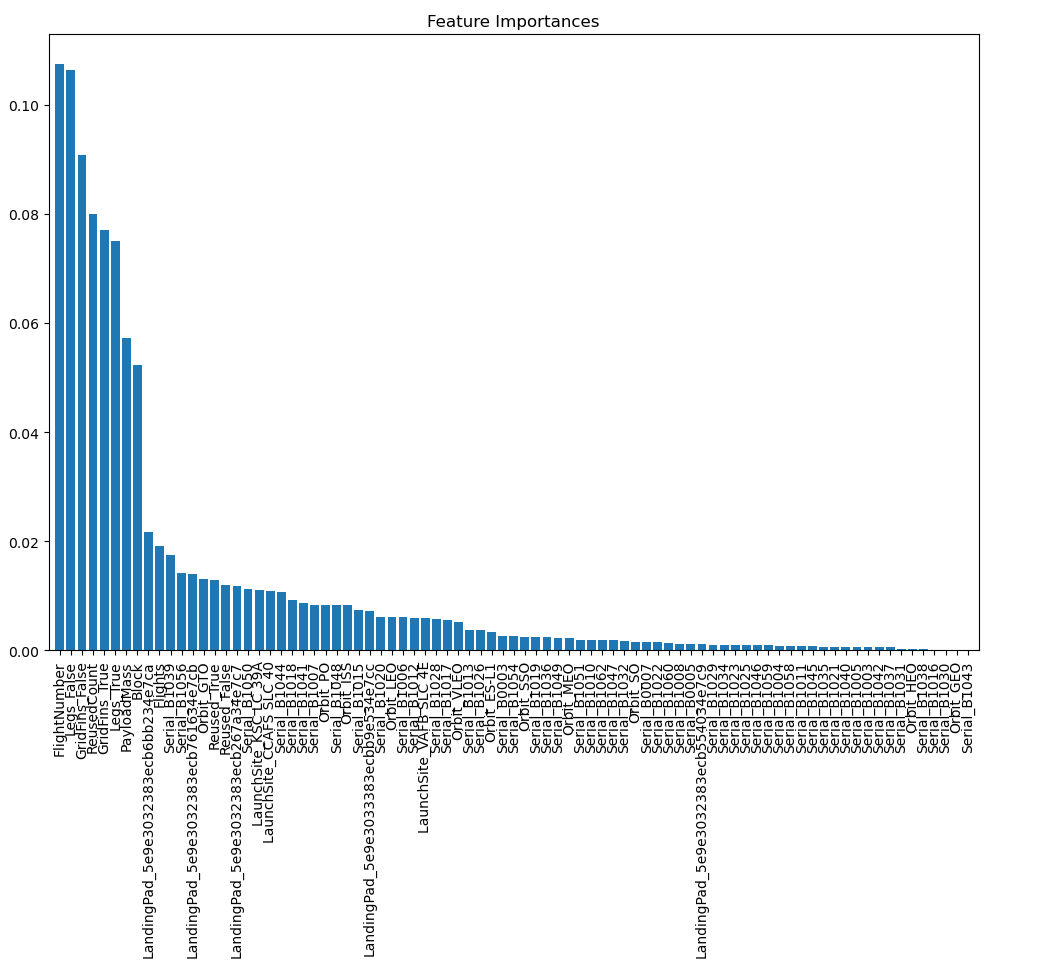 Feature Importances
0.10
0.08
0.06
0.04
0.02
0.00
FlightNumber
Legs_False
GridFins_False
ReusedCount
GridFins_True
Legs_True
PayloadMass
Block
LandingPad_5e9e3032383ecb6bb234e7ca
Flights
Serial_B1039
Serial_B1056
LandingPad_5e9e3032383ecb761634e7cb
Orbit_GTO
Reused_True
Reused_False
LandingPad_5e9e3032383ecb267a34e7c7
Serial_B1050
LaunchSite_KSC LC 39A
LaunchSite_CCAFS SLC 40
Serial_B1044
Serial_B1018
Serial_B1041
Serial_B1007
Orbit_PO
Serial_B1048
Orbit_ISS
Serial_B1015
LandingPad_5e9e3033383ecbb9e534e7cc
Serial_B1020
Orbit_LEO
Serial_B1006
Serial_B1012
LaunchSite_VAFB SLC 4E
Serial_B1028
Serial_B1017
Orbit_VLEO
Serial_B1013
Serial_B1026
Orbit_ES-L1
Serial_B0003
Serial_B1054
Orbit_SSO
Serial_B1019
Serial_B1036
Serial_B1049
Orbit_MEO
Serial_B1051
Serial_B1010
Serial_B1062
Serial_B1047
Serial_B1032
Orbit_SO
Serial_B0007
Serial_B1002
Serial_B1060
Serial_B1008
Serial_B0005
LandingPad_5e9e3032383ecb554034e7c9
Serial_B1029
Serial_B1034
Serial_B1023
Serial_B1045
Serial_B1046
Serial_B1059
Serial_B1004
Serial_B1058
Serial_B1011
Serial_B1025
Serial_B1035
Serial_B1021
Serial_B1040
Serial_B1005
Serial_B1003
Serial_B1042
Serial_B1037
Serial_B1031
Orbit_HEO
Serial_B1038
Serial_B1016
Serial_B1030
Orbit_GEO
Serial_B1043